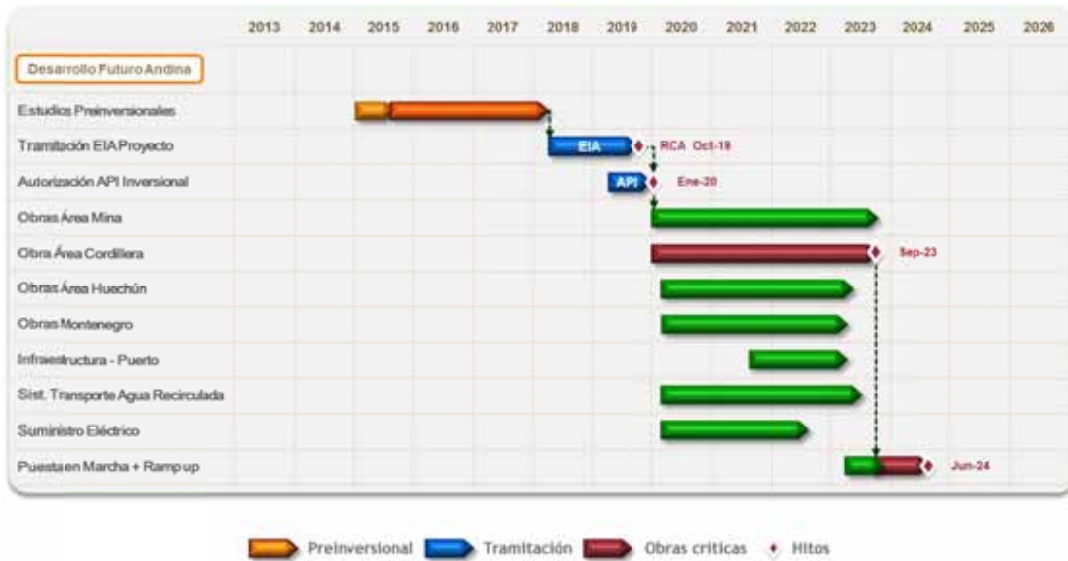 2013 2014 2015 2016 2017 2018 2019 2020 2021 2022 2023 2024 2025 2026
Desarrollo Futuro Andina
Estudios Preinversionales
Tramitación EIA Proyecto EIA RCA Oct-19
Autorización API Inversional API Ene-20
Obras Área Mina
Obra Área Cordillera Sep-23
Obras Área Huechún
Obras Montenegro
Infraestructura - Puerto
Sist. Transporte Agua Recirculada
Suministro Eléctrico
Puesta en Marcha + Ramp up Jun-24
Preinversional Tramitación Obras criticas Hitos